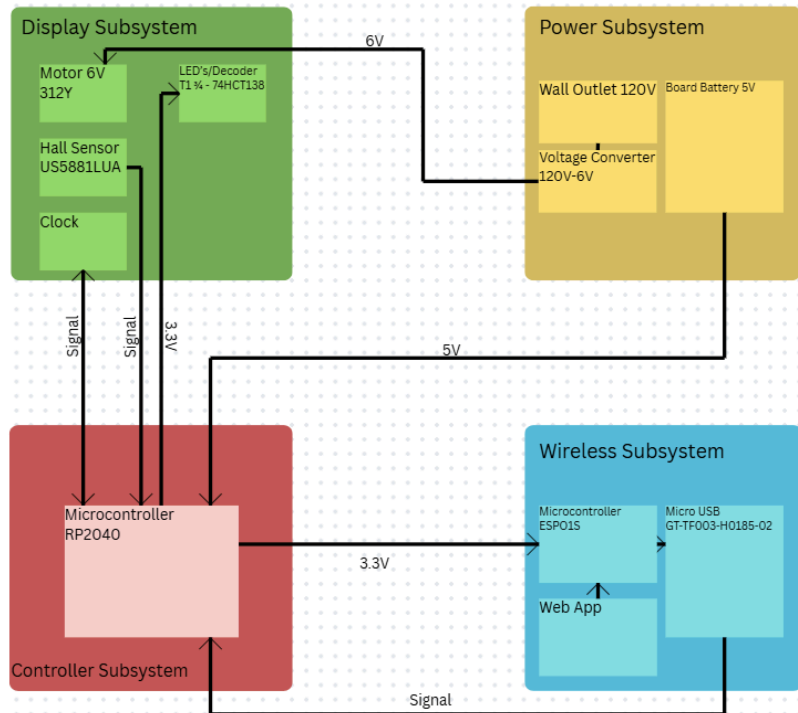 Display Subsystem
Motor 6V
312Y
LED's/Decoder
T1 ¾ - 74HCT138
Hall Sensor
US5881LUA
Clock
6V
Power Subsystem
Wall Outlet 120V
Board Battery 5V
Voltage Converter
120V-6V
Signal
Signal
3.3V
5V
Microcontroller
RP2040
Controller Subsystem
3.3V
Wireless Subsystem
Microcontroller
ESP01S
Micro USB
GT-TF003-H0185-02
Web App
Signal